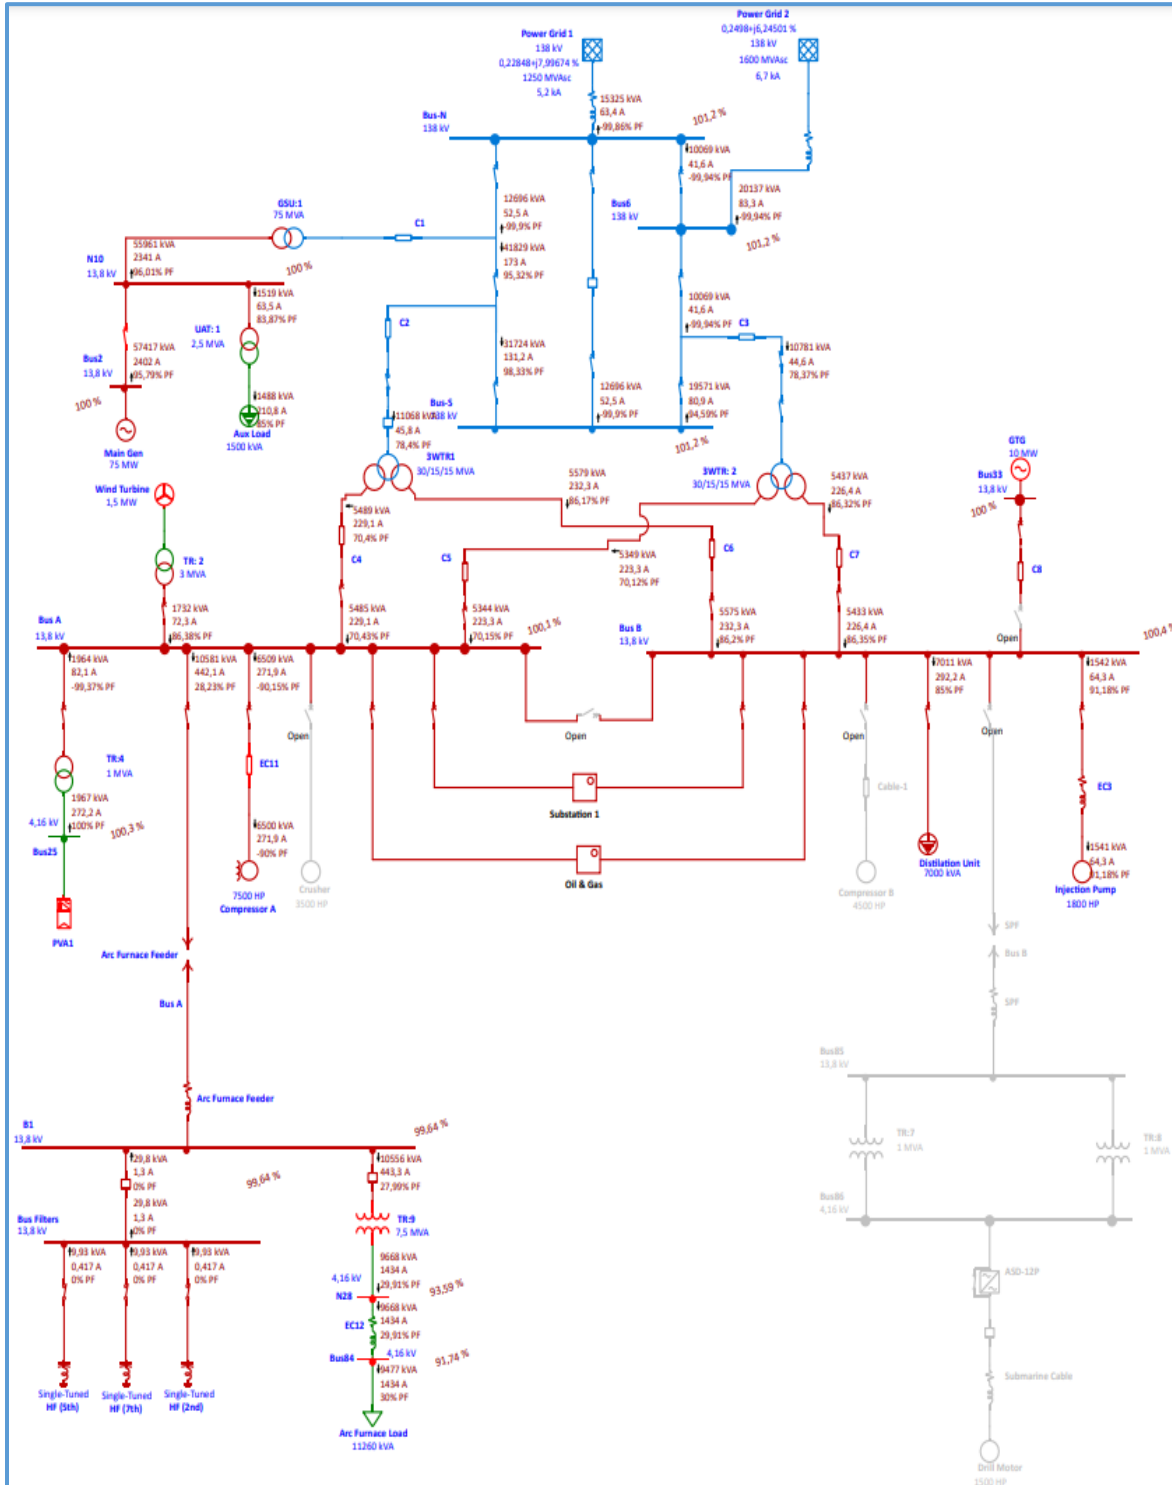 Power Grid 1
138 kV
0,22848+j7,99674 %
1250 MVAsc
5,2 kA
Power Grid 2
0,2498+j6,24501 %
138 kV
1600 MVAsc
6,7 kA
15325 kVA
63,4 A
-99,86% PF
Bus-N
138 kV
101,2 %
10069 kVA
41,6 A
-99,94% PF
20137 kVA
83,3 A
-99,94% PF
Bus6
138 kV
101,2 %
12696 kVA
52,5 A
-99,9% PF
41829 kVA
173 A
95,32% PF
GSU:1
75 MVA
C1
55961 kVA
2341 A
96,01% PF
N10
13,8 kV
100 %
1519 kVA
63,5 A
83,87% PF
UAT: 1
2,5 MVA
57417 kVA
2402 A
95,79% PF
Bus2
13,8 kV
100 %
1488 kVA
210,8 A
85% PF
Aux Load
1500 kVA
Main Gen
75 MW
C2
31724 kVA
131,2 A
98,33% PF
10069 kVA
41,6 A
-99,94% PF
C3
10781 kVA
44,6 A
78,37% PF
12696 kVA
52,5 A
-99,9% PF
19571 kVA
80,9 A
94,59% PF
Bus-S
138 kV
101,2 %
11068 kVA
45,8 A
78,4% PF
3WTR1
30/15/15 MVA
3WTR: 2
30/15/15 MVA
5579 kVA
232,3 A
86,17% PF
5437 kVA
226,4 A
86,32% PF
GTG
10 MW
Bus33
13,8 kV
100 %
Wind Turbine
1,5 MW
TR: 2
3 MVA
5489 kVA
229,1 A
70,4% PF
C4
C5
5349 kVA
223,3 A
70,12% PF
C6
C7
C8
Open
1732 kVA
72,3 A
86,38% PF
5485 kVA
229,1 A
70,43% PF
5344 kVA
223,3 A
70,15% PF
100,1 %
5575 kVA
232,3 A
86,2% PF
5433 kVA
226,4 A
86,35% PF
Bus A
13,8 kV
Bus B
13,8 kV
100,4 %
1964 kVA
82,1 A
-99,37% PF
10581 kVA
442,1 A
28,23% PF
6509 kVA
271,9 A
-90,15% PF
7011 kVA
292,2 A
85% PF
1542 kVA
64,3 A
91,18% PF
Open
Open
Open
Open
TR:4
1 MVA
EC11
Cable-1
EC3
1967 kVA
272,2 A
100% PF
4,16 kV
Bus25
100,3 %
6500 kVA
271,9 A
-90% PF
7500 HP
Compressor A
Crusher
3500 HP
Substation 1
Oil & Gas
Compressor B
4500 HP
Distilation Unit
7000 kVA
1541 kVA
64,3 A
91,18% PF
Injection Pump
1800 HP
PVA1
Arc Furnace Feeder
Bus A
SPF
Bus B
SPF
Arc Furnace Feeder
Bus85
13,8 kV
TR:7
1 MVA
TR:8
1 MVA
Bus86
4,16 kV
B1
13,8 kV
99,64 %
29,8 kVA
1,3 A
0% PF
99,64 %
29,8 kVA
1,3 A
0% PF
10556 kVA
443,3 A
27,99% PF
Bus Filters
13,8 kV
TR:9
7,5 MVA
9,93 kVA
0,417 A
0% PF
9,93 kVA
0,417 A
0% PF
9,93 kVA
0,417 A
0% PF
9668 kVA
1434 A
29,91% PF
4,16 kV
N28
93,59 %
9668 kVA
1434 A
29,91% PF
EC12
Bus84
4,16 kV
91,74 %
9477 kVA
1434 A
30% PF
Arc Furnace Load
11260 kVA
Single-Tuned
HF (5th)
Single-Tuned
HF (7th)
Single-Tuned
HF (2nd)
ASD-12P
Submarine Cable
Drill Motor
1500 HP